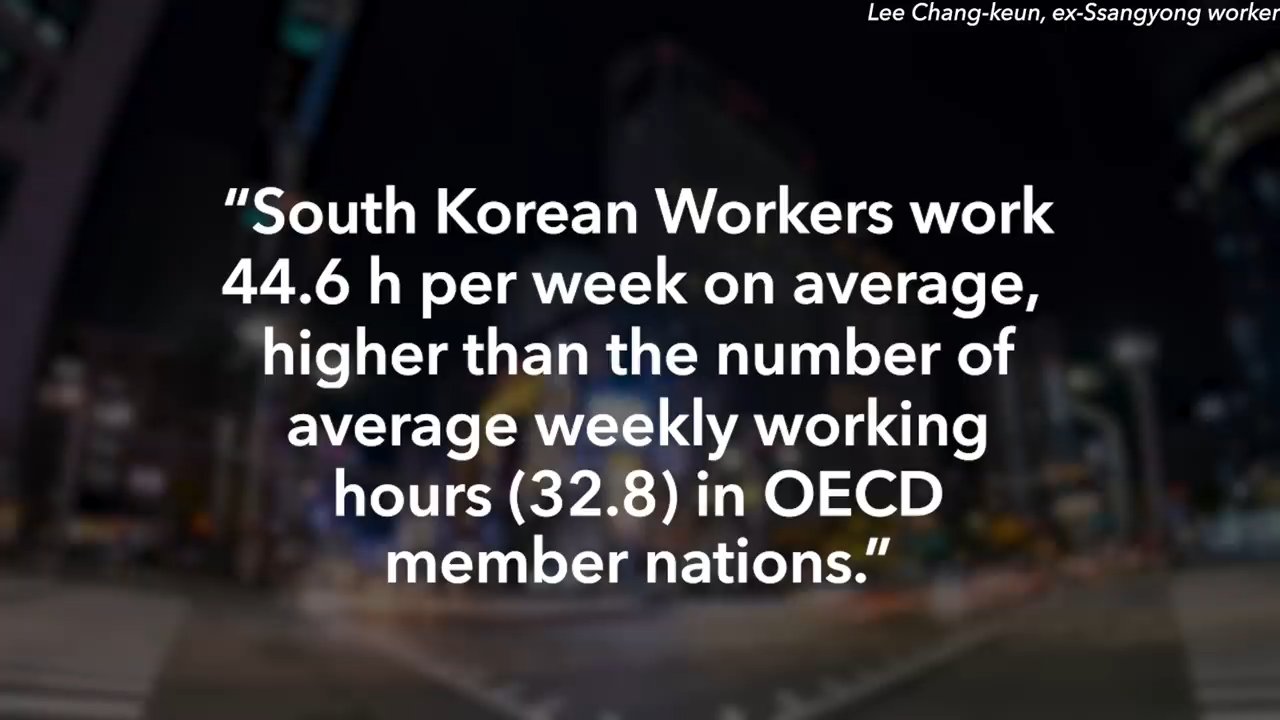 Lee Chang-keun, ex-Ssangyong worker
“South Korean Workers work
44.6 h per week on average,
higher than the number of
average weekly working
hours (32.8) in OECD
member nations.”